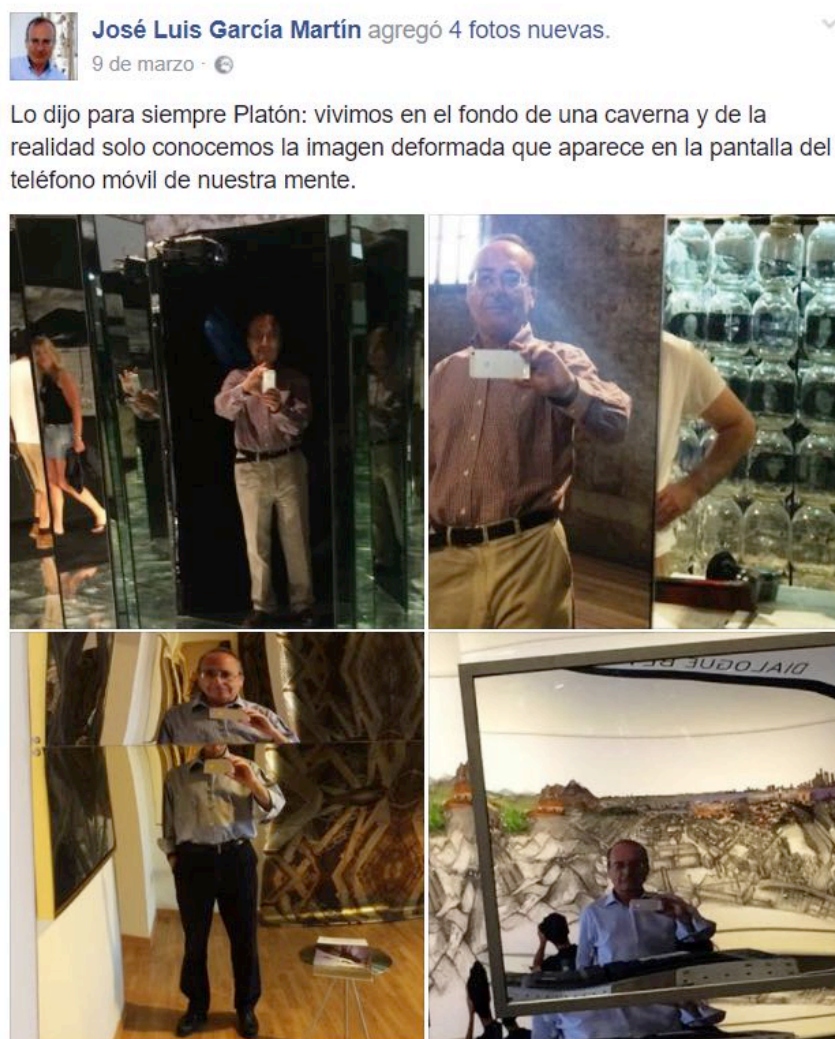 José Luis García Martín agregó 4 fotos nuevas.
9 de marzo ·
Lo dijo para siempre Platón: vivimos en el fondo de una caverna y de la
realidad solo conocemos la imagen deformada que aparece en la pantalla del
teléfono móvil de nuestra mente.
DIALOGUE